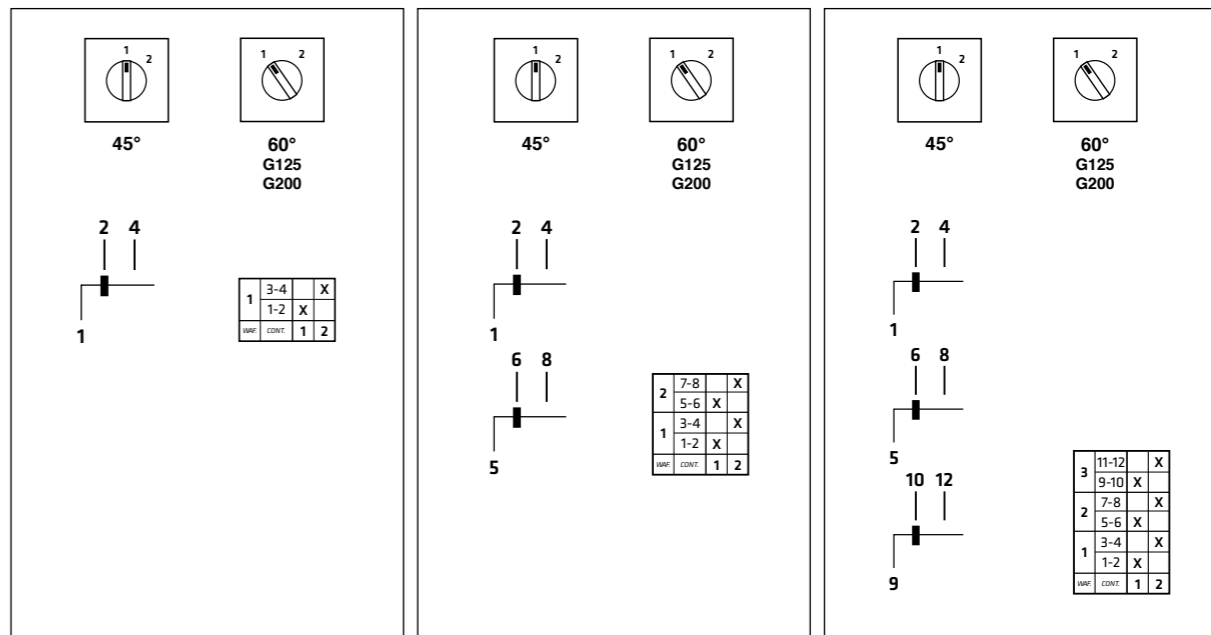 1 2
45°
1 2
60°
G125
G200
2 4
1
1 3-4 X
1-2 X
WAF. CONT. 1 2
1 2
45°
1 2
60°
G125
G200
2 4
1
6 8
5
2 7-8 X
5-6 X
1 3-4 X
1-2 X
WAF. CONT. 1 2
1 2
45°
1 2
60°
G125
G200
2 4
1
6 8
5
10 12
9
3 11-12 X
9-10 X
2 7-8 X
5-6 X
1 3-4 X
1-2 X
WAF. CONT. 1 2